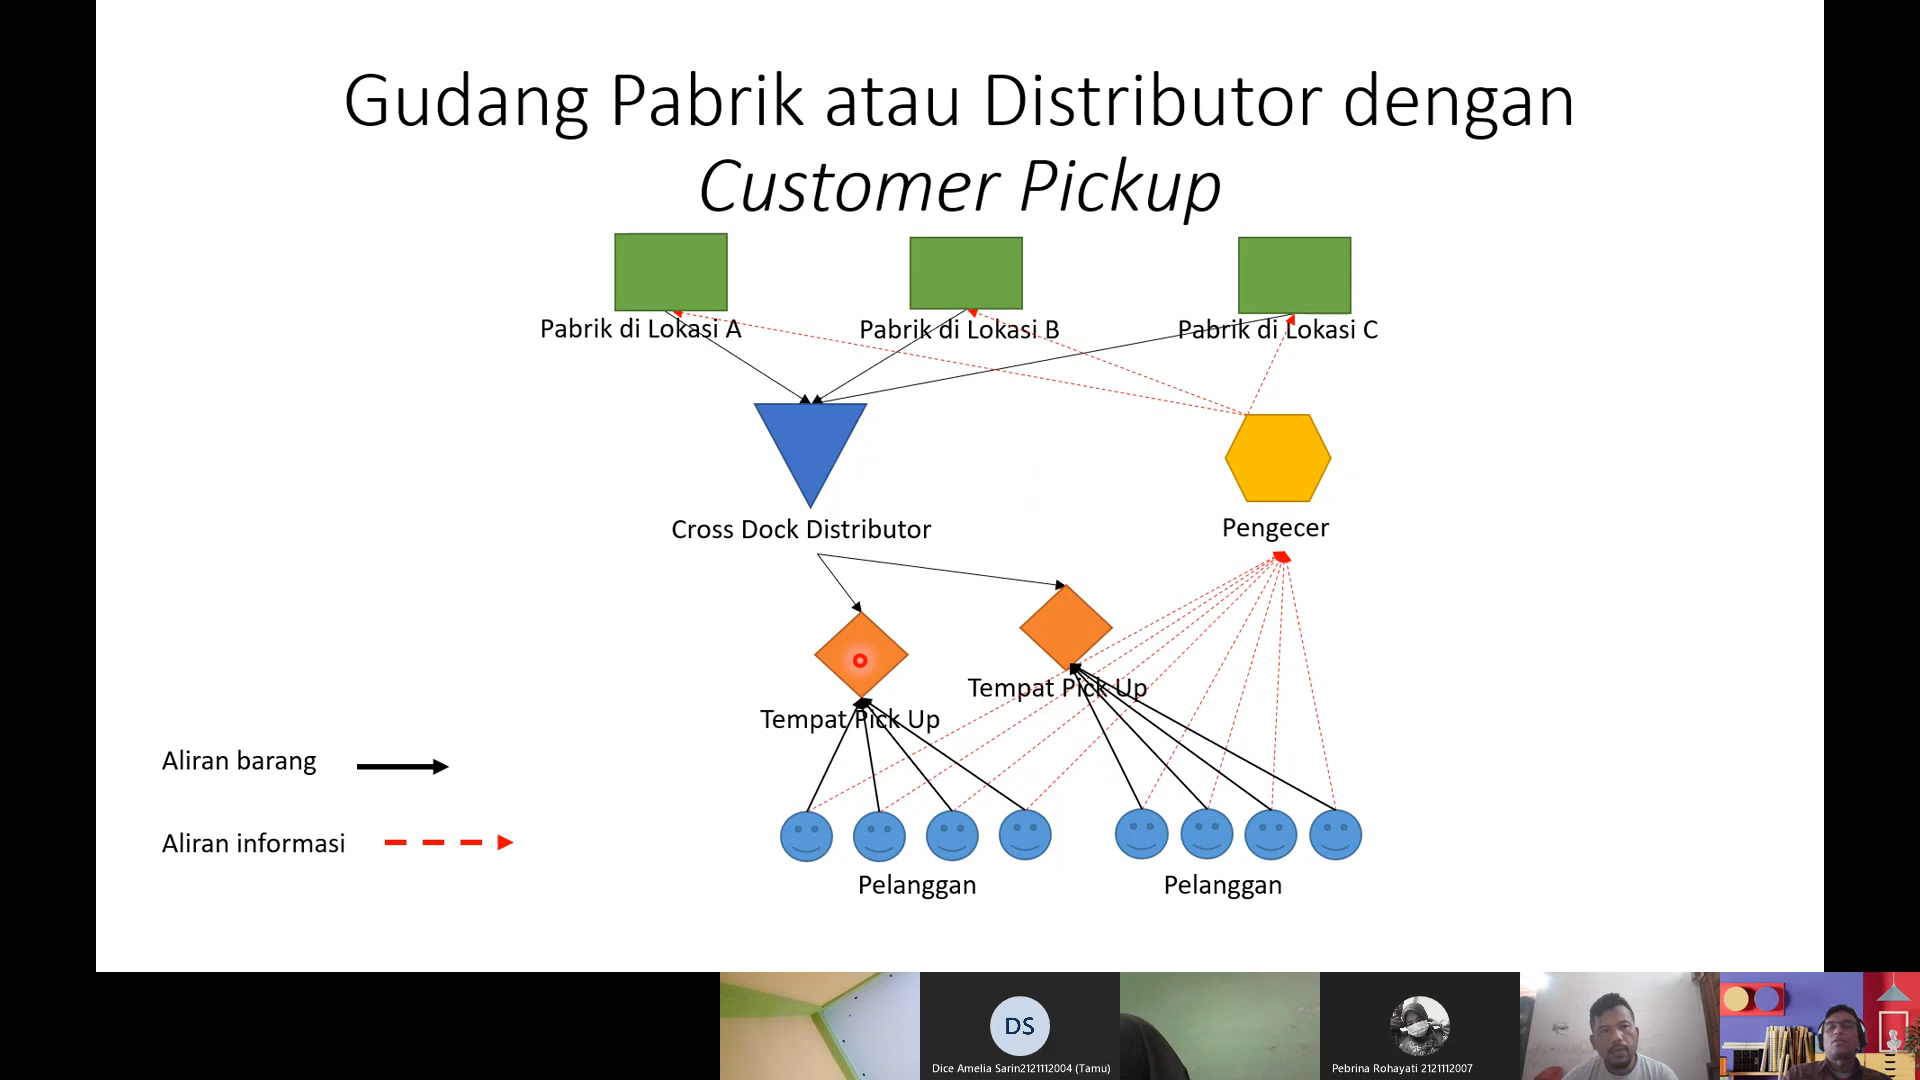 Gudang Pabrik atau Distributor dengan
Customer Pickup
Pabrik di Lokasi A
Pabrik di Lokasi B
Pabrik di Lokasi C
Cross Dock Distributor
Pengecer
Tempat Pick Up
Tempat Pick Up
Aliran barang
Aliran informasi
Pelanggan
Pelanggan
DS
Dice Amelia Sarin2121112004 (Tamu)
Pebrina Rohayati 2121112007